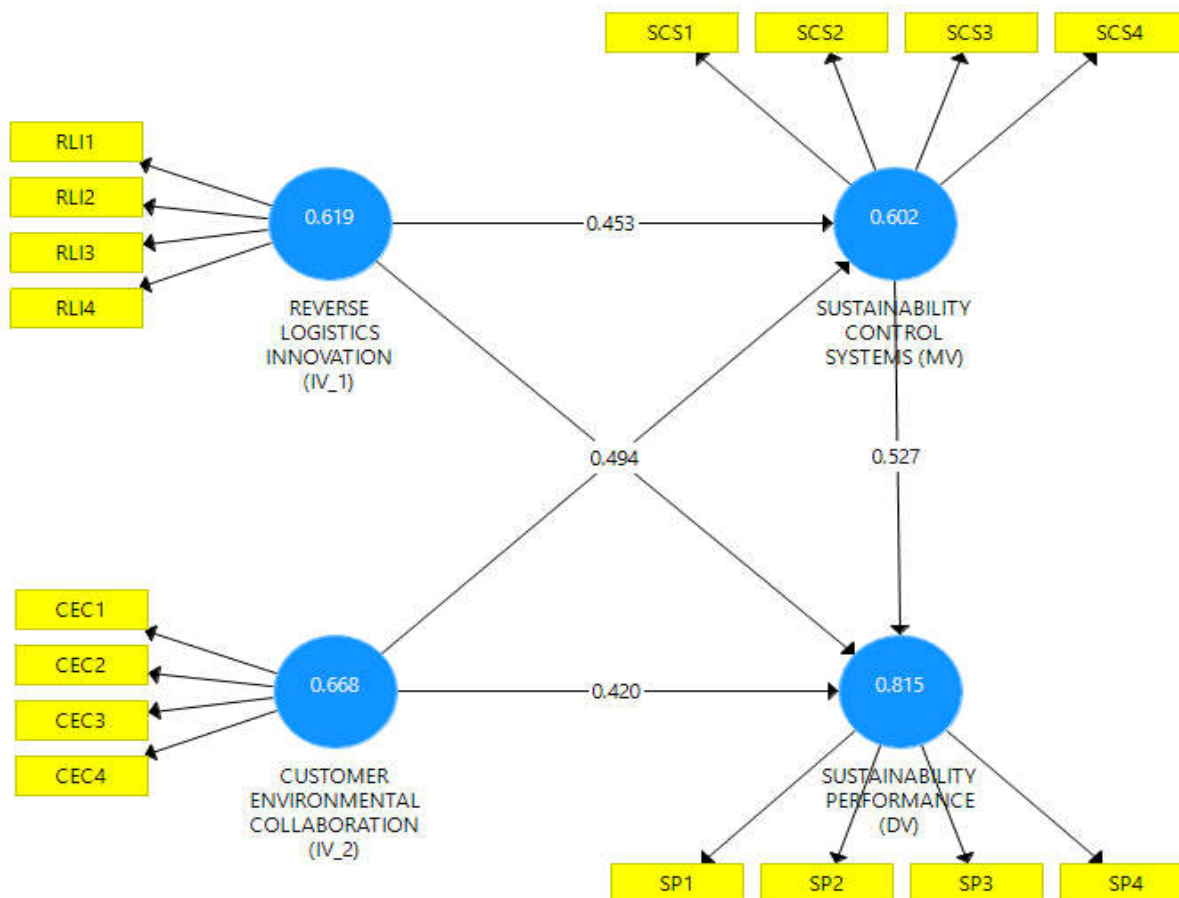 SCS1
SCS2
SCS3
SCS4
RLI1
RLI2
RLI3
RLI4
0.619
0.453
0.602
REVERSE
LOGISTICS
INNOVATION
(IV_1)
SUSTAINABILITY
CONTROL
SYSTEMS (MV)
0.494
0.527
CEC1
CEC2
CEC3
CEC4
0.668
0.420
0.815
CUSTOMER
ENVIRONMENTAL
COLLABORATION
(IV_2)
SUSTAINABILITY
PERFORMANCE
(DV)
SP1
SP2
SP3
SP4